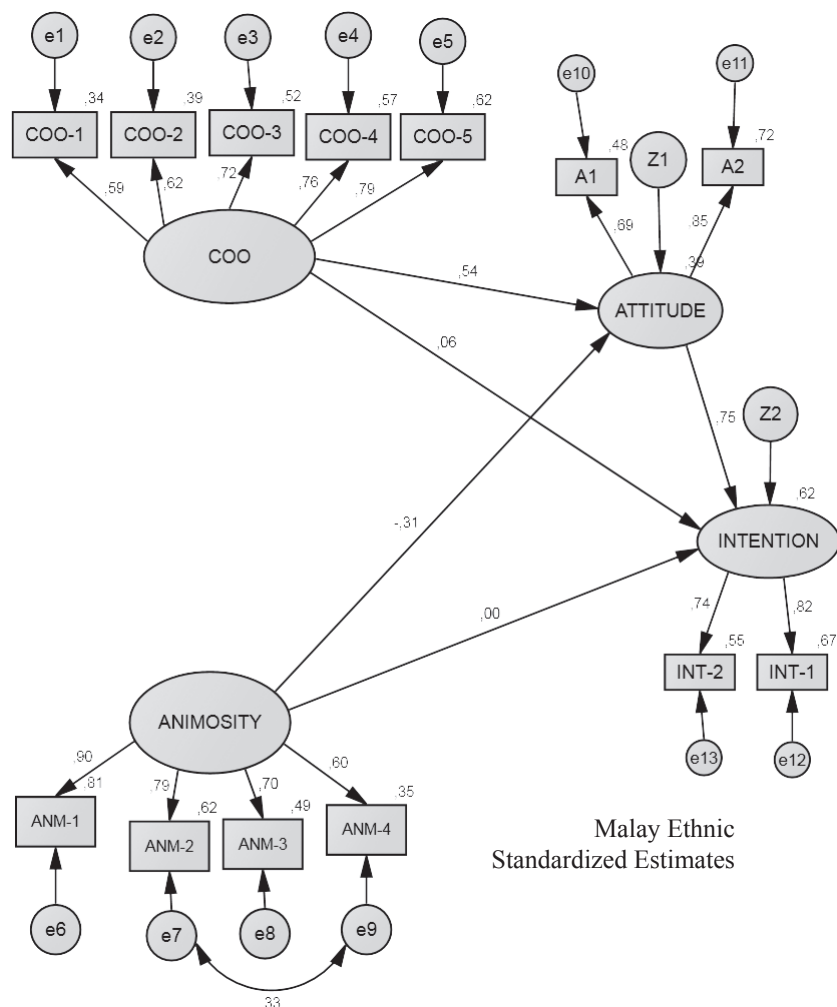 e1
e2
e3
e4
e5
,34
,39
,52
,57
,62
COO-1
COO-2
COO-3
COO-4
COO-5
,59
,62
,72
,76
,79
COO
e10
e11
,48
,72
A1
Z1
A2
,69
,85
,39
ATTITUDE
,54
,06
,75
Z2
-,31
,62
INTENTION
,00
,74
,82
,55
,67
INT-2
INT-1
e13
e12
ANIMOSITY
,90
,79
,70
,60
,81
,62
,49
,35
ANM-1
ANM-2
ANM-3
ANM-4
e6
e7
e8
e9
,33
Malay Ethnic
Standardized Estimates